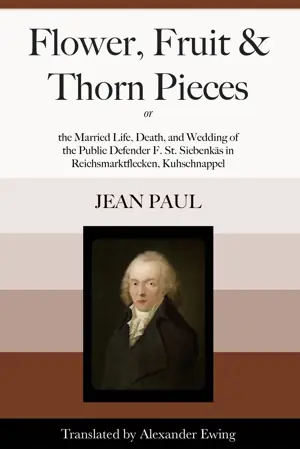 Flower, Fruit &
Thorn Pieces
or
the Married Life, Death, and Wedding of
the Public Defender F. St. Siebenkäs in
Reichsmarktflecken, Kuhschnappel
JEAN PAUL
Translated by Alexander Ewing